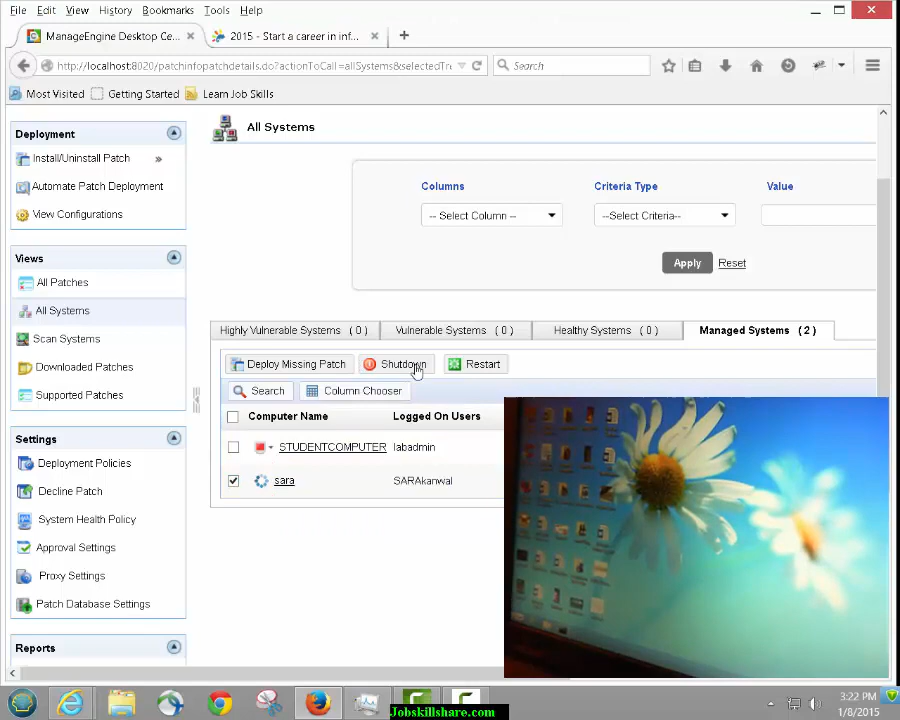 File Edit View History Bookmarks Tools Help
ManageEngine Desktop Ce...
2015 - Start a career in inf...
http://localhost:8020/patchinfopatchdetails.do?actionToCall=allSystems&selectedTre
Search
Most Visited Getting Started Learn Job Skills
Deployment
Install/Uninstall Patch »
Automate Patch Deployment
View Configurations
Views
All Patches
All Systems
Scan Systems
Downloaded Patches
Supported Patches
Settings
Deployment Policies
Decline Patch
System Health Policy
Approval Settings
Proxy Settings
Patch Database Settings
Reports
All Systems
Columns Criteria Type Value
-- Select Column -- --Select Criteria--
Apply Reset
Highly Vulnerable Systems ( 0 ) Vulnerable Systems ( 0 ) Healthy Systems ( 0 ) Managed Systems ( 2 )
Deploy Missing Patch Shutdown Restart
Search Column Chooser
Computer Name Logged On Users
STUDENTCOMPUTER labadmin
sara SARAkanwal
Jobskillshare.com
3:22 PM
1/8/2015